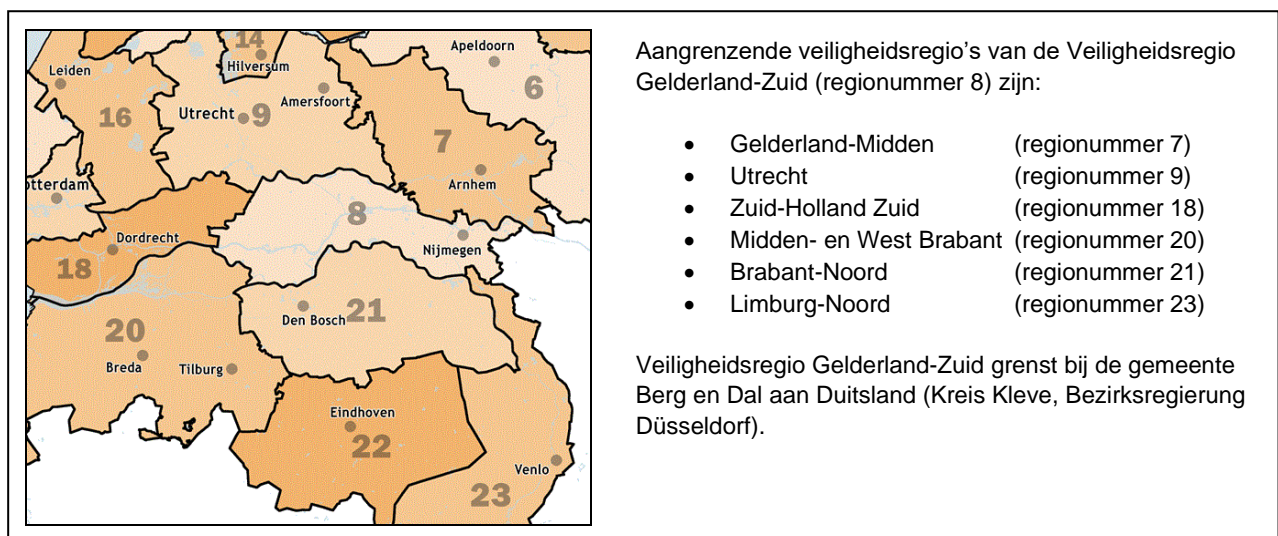 14
Hilversum
Apeldoorn
Leiden
6
Amersfoort
Utrecht 9
16
7
Arnhem
otterdam
8
Dordrecht
Nijmegen
18
21
Den Bosch
20
Breda
Tilburg
Eindhoven
22
Venlo
23
Aangrenzende veiligheidsregio’s van de Veiligheidsregio
Gelderland-Zuid (regionummer 8) zijn:
• Gelderland-Midden (regionummer 7)
• Utrecht (regionummer 9)
• Zuid-Holland Zuid (regionummer 18)
• Midden- en West Brabant (regionummer 20)
• Brabant-Noord (regionummer 21)
• Limburg-Noord (regionummer 23)
Veiligheidsregio Gelderland-Zuid grenst bij de gemeente
Berg en Dal aan Duitsland (Kreis Kleve, Bezirksregierung
Düsseldorf).